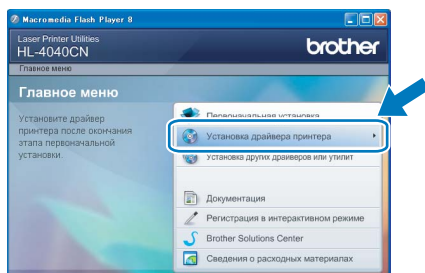 Macromedia Flash Player 8
Laser Printer Utilities
HL-4040CN
brother
Главное меню
Главное меню
Установите драйвер
принтера после окончания
этапа первоначальной
установки.
Первоначальная установка
Установка драйвера принтера
Установка других драйверов или утилит
Документация
Регистрация в интерактивном режиме
Brother Solutions Center
Сведения о расходных материалах